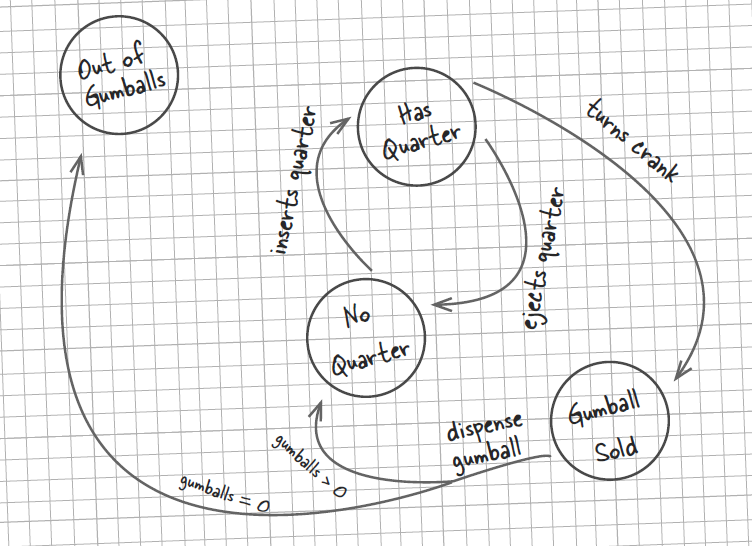 Out of
Gumballs
Has
Quarter
turns crank
inserts quarter
ejects quarter
No
Quarter
Gumball
Sold
dispense
gumball
gumballs > 0
gumballs = 0